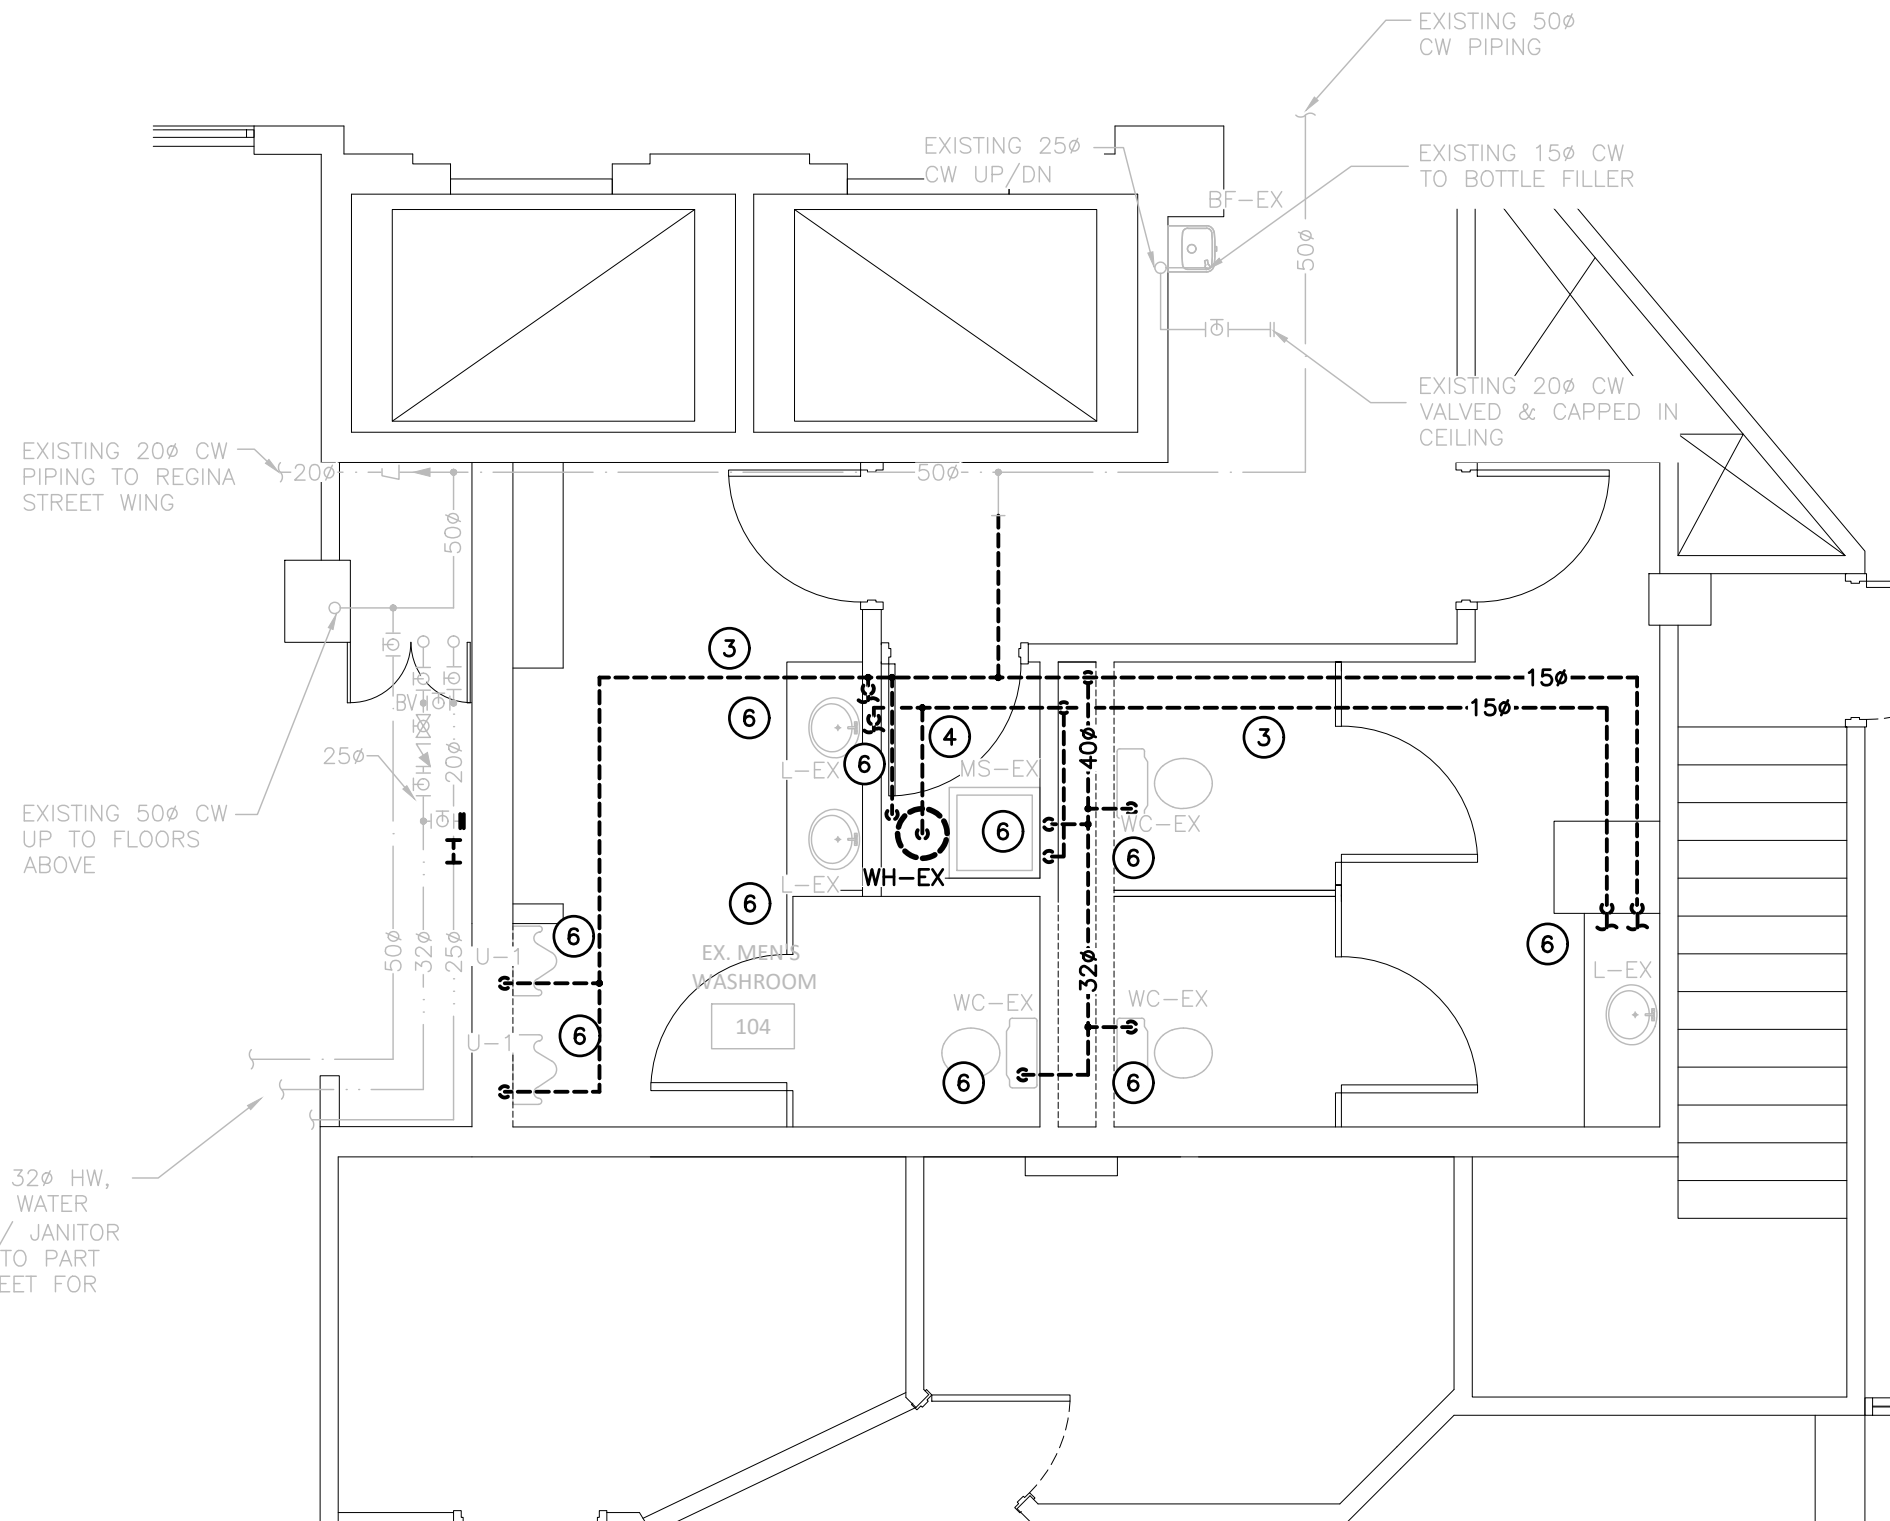 EXISTING 50ø
CW PIPING
EXISTING 25ø
CW UP/DN
EXISTING 15ø CW
TO BOTTLE FILLER
BF-EX
50ø
EXISTING 20ø CW
VALVED & CAPPED IN
CEILING
EXISTING 20ø CW
PIPING TO REGINA
STREET WING
20ø
50ø
50ø
3
15ø
15ø
BV
6
4
3
40ø
25ø
20ø
L-EX
6
MS-EX
EXISTING 50ø CW
UP TO FLOORS
ABOVE
6
WC-EX
6
L-EX
WH-EX
6
6
6
50ø
32ø
25ø
U-1
EX. MEN'S
WASHROOM
104
32ø
L-EX
WC-EX
WC-EX
6
U-1
6
6
32ø HW,
WATER
/ JANITOR
TO PART
EET FOR